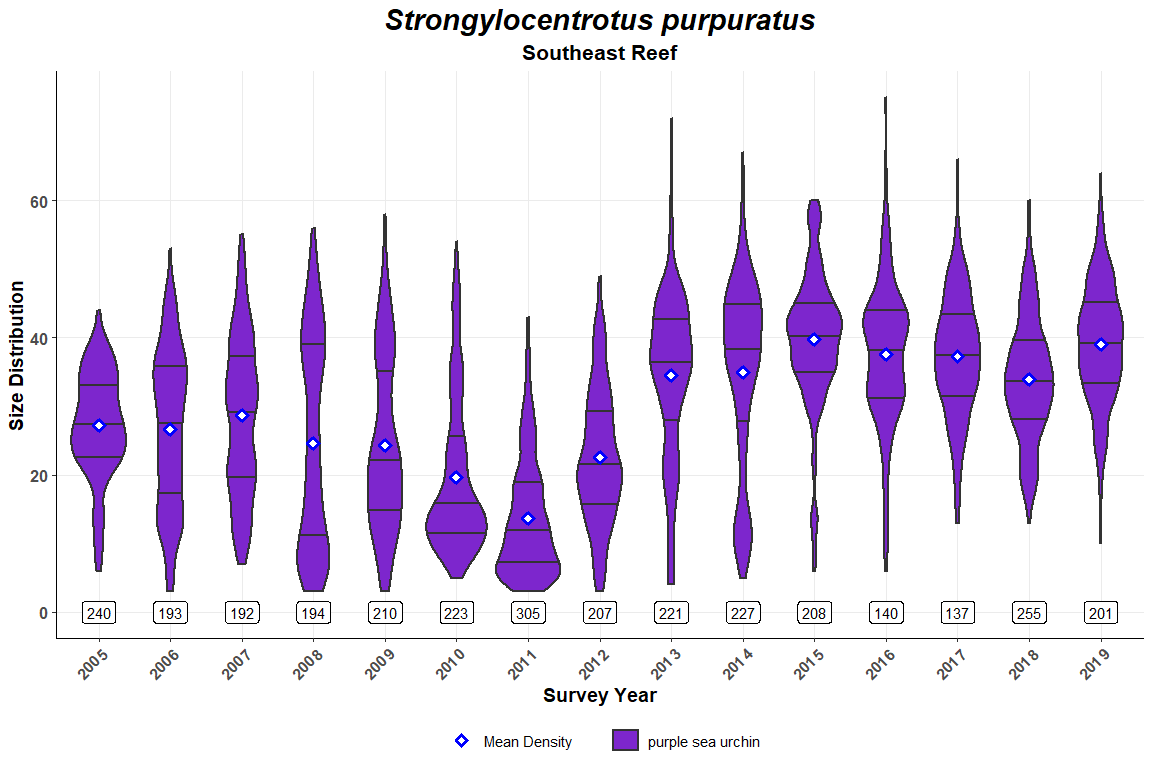 Strongylocentrotus purpuratus
Southeast Reef
Size Distribution
60
40
20
0
240 193 192 194 210 223 305 207 221 227 208 140 137 255 201
2005 2006 2007 2008 2009 2010 2011 2012 2013 2014 2015 2016 2017 2018 2019
Survey Year
Mean Density purple sea urchin